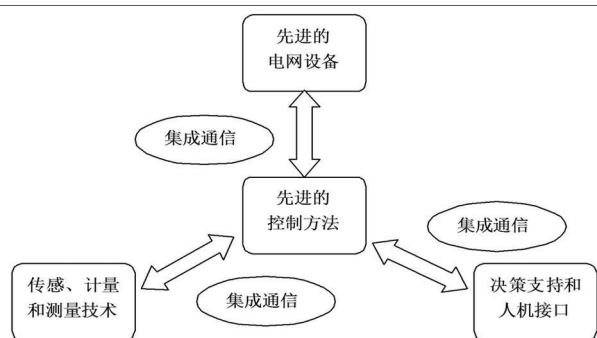 先进的
电网设备
集成通信
先进的
控制方法
集成通信
传感、计量
和测量技术
集成通信
决策支持和
人机接口